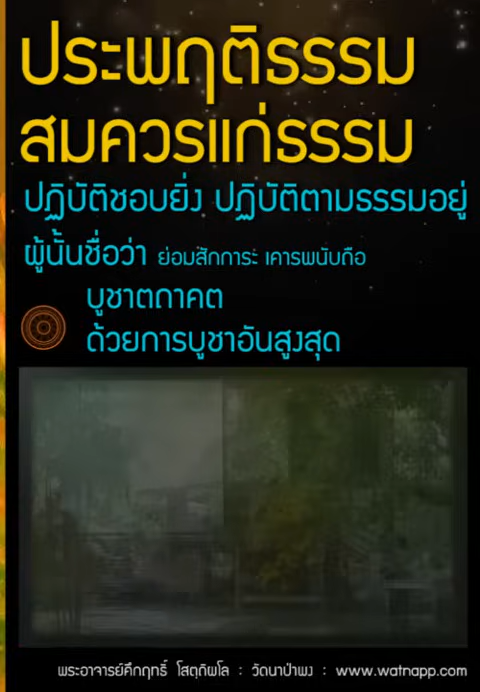 ประพฤติธรรม
สมควรแก่ธรรม
ปฏิบัติชอบยิ่ง ปฏิบัติตามธรรมอยู่
ผู้นั้นชื่อว่า ย่อมสักการะ เคารพนับถือ
บูชาตถาคต
ด้วยการบูชาอันสูงสุด
พระอาจารย์คึกฤทธิ์ โสตฺถิผโล : วัดนาป่าพง : www.watnapp.com